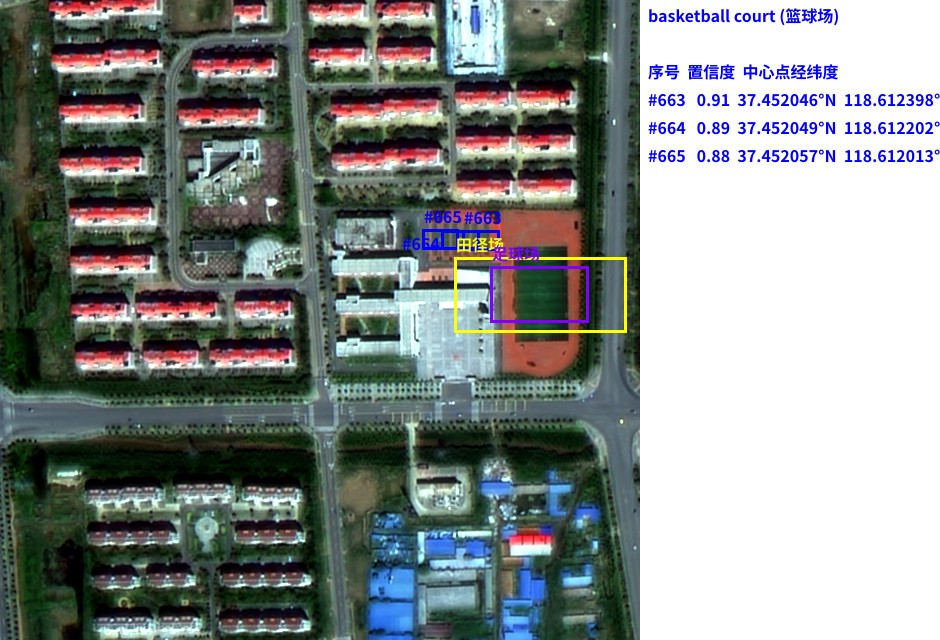 basketball court (篮球场)
序号 置信度 中心点经纬度
#663 0.91 37.452046°N 118.612398°
#664 0.89 37.452049°N 118.612202°
#665 0.88 37.452057°N 118.612013°
#665 #663
#664 田径场
足球场